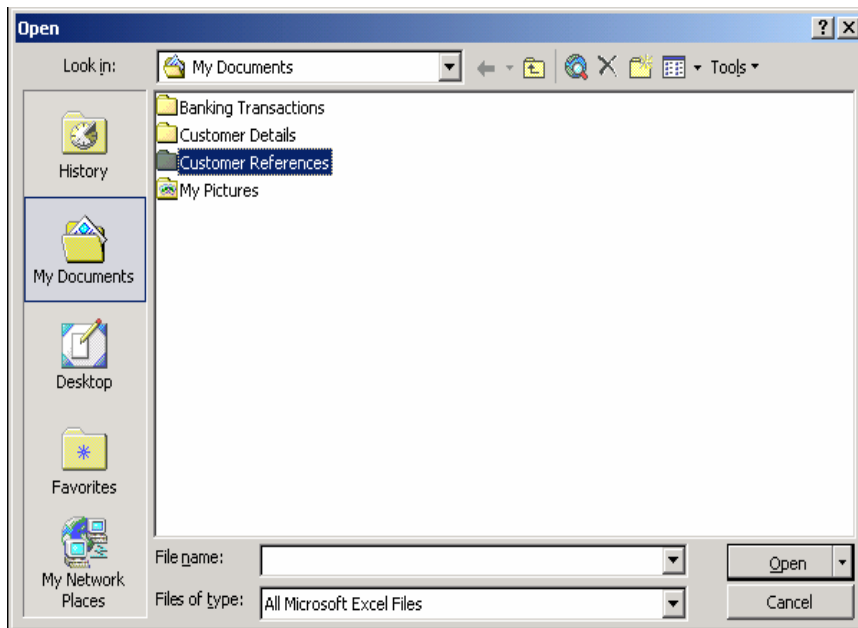 Open
Look in:
My Documents
Tools
Banking Transactions
Customer Details
Customer References
My Pictures
History
My Documents
Desktop
Favorites
My Network
Places
File name:
Open
Files of type:
All Microsoft Excel Files
Cancel